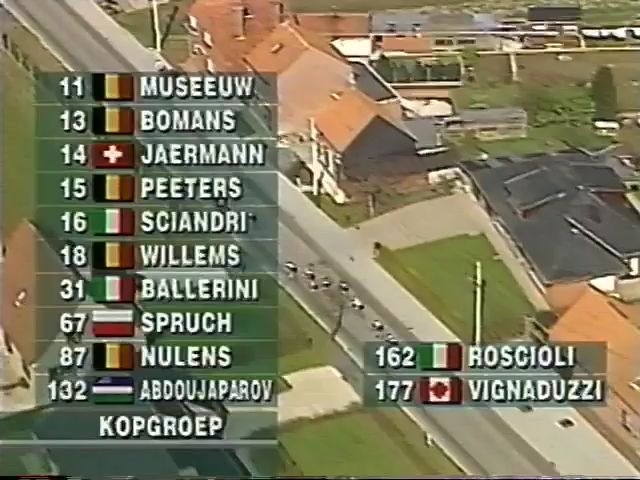 11 MUSEEUW
13 BOMANS
14 JAERMANN
15 PEETERS
16 SCIANDRI
18 WILLEMS
31 BALLERINI
67 SPRUCH
87 NULENS
132 ABDOUJAPAROV
KOPGROEP
162 ROSCIOLI
177 VIGNADUZZI